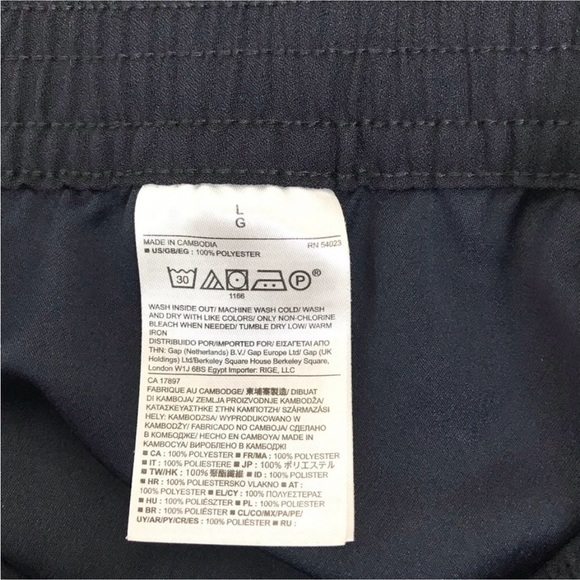 L
G
MADE IN CAMBODIA RN 54023
■ US/GB/EG : 100% POLYESTER
30 P®
1166
WASH INSIDE OUT/ MACHINE WASH COLD/ WASH
AND DRY WITH LIKE COLORS/ ONLY NON-CHLORINE
BLEACH WHEN NEEDED/ TUMBLE DRY LOW/ WARM
IRON
DISTRIBUIDO POR/IMPORTED FOR/ ΕΙΣΑΓΕΤΑΙ ΑΠΟ
ΤΗΝ: Gap (Netherlands) B.V./ Gap Europe Ltd/ Gap (UK
Holdings) Ltd/Berkeley Square House Berkeley Square,
London W1J 6BS Egypt Importer: RIGE, LLC
CA 17897
FABRIQUE AU CAMBODGE/ 柬埔寨製造/ DIBUAT
DI KAMBOJA/ ZEMLJA PROIZVODNJE KAMBODŽA/
ΚΑΤΑΣΚΕΥΑΣΤΗΚΕ ΣΤΗΝ ΚΑΜΠΟΤΖΗ/ SZÁRMAZÁSI
HELY: KAMBODZSA/ WYPRODUKOWANO W
KAMBODŻY/ FABRICADO NO CAMBOJA/ СДЕЛАНО
В КОМБОДЖЕ/ HECHO EN CAMBOYA/ MADE IN
KAMBOCYA/ ВИРОБЛЕНО В КАМБОДЖІ
■ CA : 100% POLYESTER ■ FR/MA : 100% POLYESTER
■ IT : 100% POLIESTERE ■ JP : 100% ポリエステル
■ TW/HK : 100% 聚酯纖維 ■ ID : 100% POLISTER
■ HR : 100% POLIESTERSKO VLAKNO ■ AT :
100% POLYESTER ■ EL/CY : 100% ΠΟΛΥΕΣΤΕΡΑΣ
■ HU : 100% POLIÉSZTER ■ PL : 100% POLIESTER
■ BR : 100% POLIÉSTER ■ CL/CO/MX/PA/PE/
UY/AR/PY/CR/ES : 100% POLIÉSTER ■ RU :